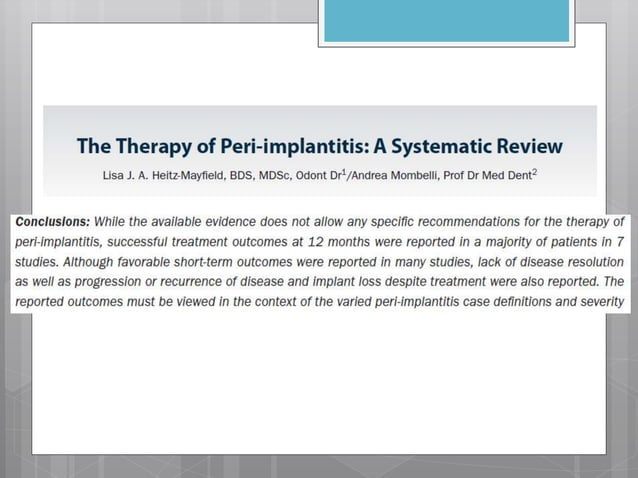 The Therapy of Peri-implantitis: A Systematic Review
Lisa J. A. Heitz-Mayfield, BDS, MDSc, Odont Dr1/Andrea Mombelli, Prof Dr Med Dent2
Conclusions: While the available evidence does not allow any specific recommendations for the therapy of
peri-implantitis, successful treatment outcomes at 12 months were reported in a majority of patients in 7
studies. Although favorable short-term outcomes were reported in many studies, lack of disease resolution
as well as progression or recurrence of disease and implant loss despite treatment were also reported. The
reported outcomes must be viewed in the context of the varied peri-implantitis case definitions and severity